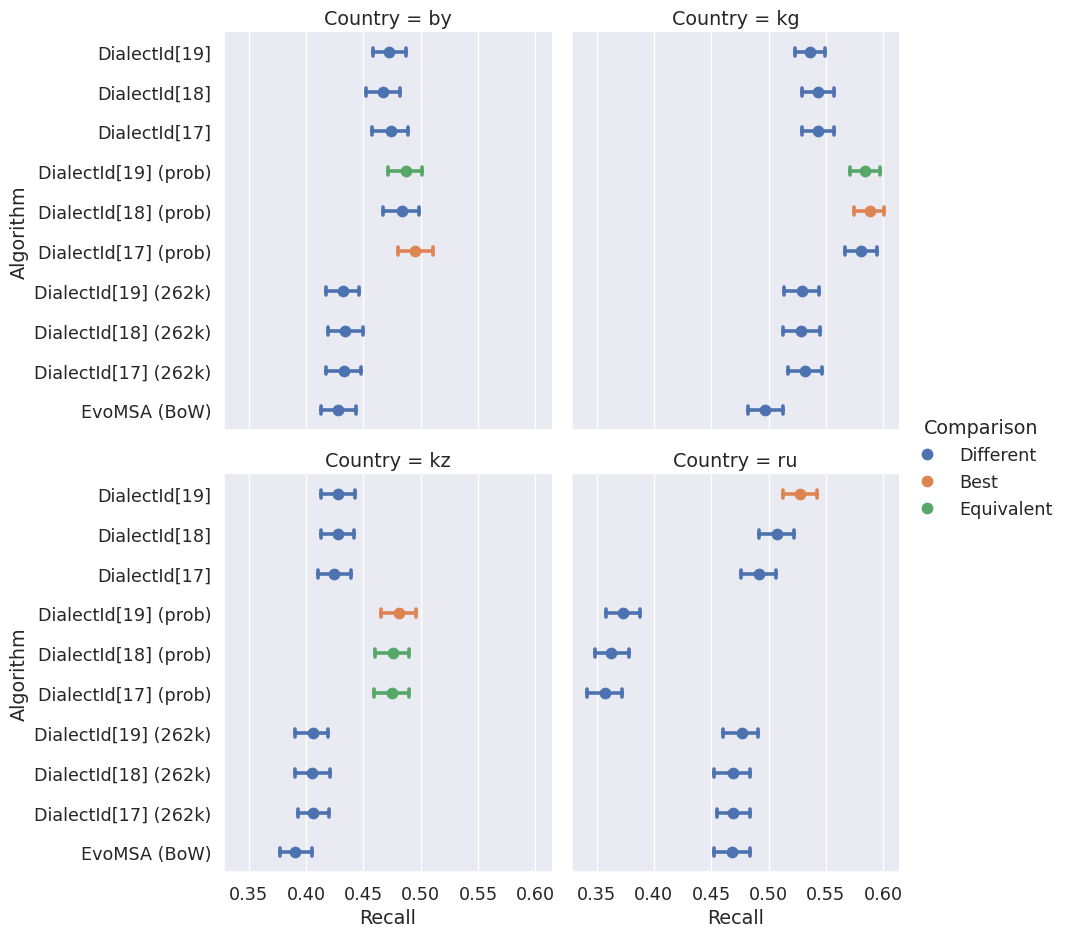 Country = by
Country = kg
Algorithm
DialectId[19]
DialectId[18]
DialectId[17]
DialectId[19] (prob)
DialectId[18] (prob)
DialectId[17] (prob)
DialectId[19] (262k)
DialectId[18] (262k)
DialectId[17] (262k)
EvoMSA (BoW)
Country = kz
Country = ru
Algorithm
DialectId[19]
DialectId[18]
DialectId[17]
DialectId[19] (prob)
DialectId[18] (prob)
DialectId[17] (prob)
DialectId[19] (262k)
DialectId[18] (262k)
DialectId[17] (262k)
EvoMSA (BoW)
0.35 0.40 0.45 0.50 0.55 0.60
0.35 0.40 0.45 0.50 0.55 0.60
Recall
Recall
Comparison
Different
Best
Equivalent